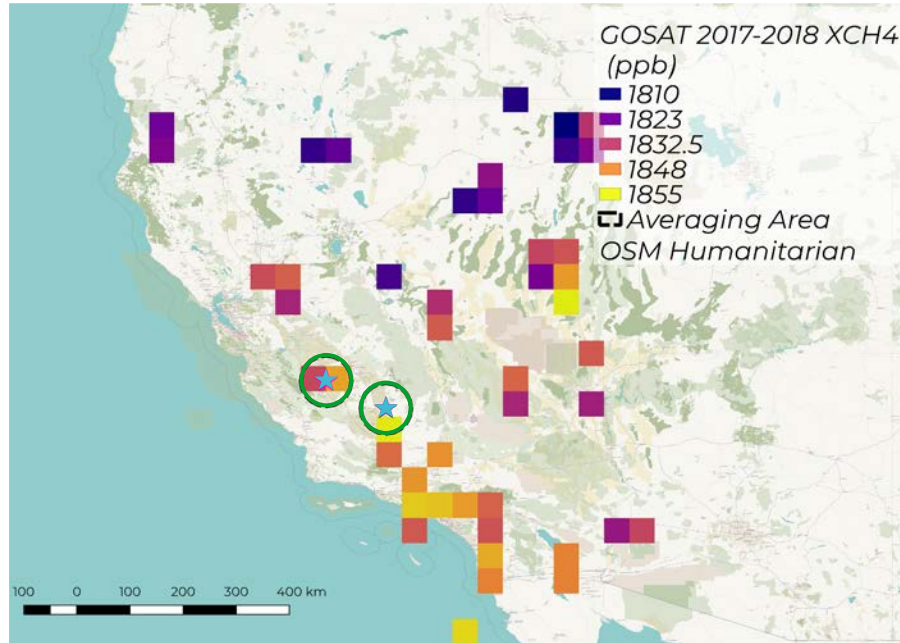 GOSAT 2017-2018 XCH4
(ppb)
1810
1823
1832.5
1848
1855
Averaging Area
OSM Humanitarian
100 0 100 200 300 400 km